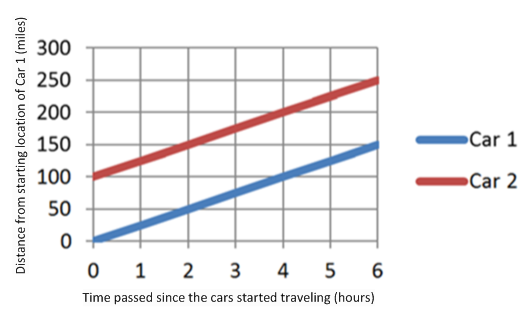 Distance from starting location of Car 1 (miles)
300
250
200
150
100
50
0
0 1 2 3 4 5 6
Time passed since the cars started traveling (hours)
Car 1
Car 2